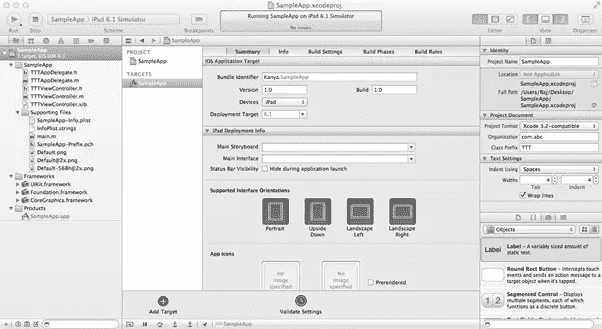 SampleApp.xcodeproj
SampleApp
iPad 6.1 Simulator
Running SampleApp on iPad 6.1 Simulator
No Issues
Run
Stop
Scheme
Breakpoints
Editor
View
Organizer
SampleApp
SampleApp
SampleApp
TTTAppDelegate.h
TTTAppDelegate.m
TTTViewController.h
TTTViewController.m
TTTViewController.xib
Supporting Files
SampleApp-Info.plist
InfoPlist.strings
main.m
SampleApp-Prefix.pch
Default.png
Default@2x.png
Default-568h@2x.png
Frameworks
UIKit.framework
Foundation.framework
CoreGraphics.framework
Products
SampleApp.app
PROJECT
SampleApp
TARGETS
SampleApp
Summary
Info
Build Settings
Build Phases
Build Rules
iOS Application Target
Bundle Identifier
Kanya.SampleApp
Version
1.0
Build
1.0
Devices
iPad
Deployment Target
6.1
iPad Deployment Info
Main Storyboard
Main Interface
Status Bar Visibility
Hide during application launch
Supported Interface Orientations
Portrait
Upside Down
Landscape Left
Landscape Right
App Icons
No image specified
No image specified
Prerendered
Add Target
Validate Settings
SampleApp
Identity
Project Name
SampleApp
Location
Not Applicable
SampleApp.xcodeproj
Full Path
/Users/Raj/Desktop/
SampleApp/
SampleApp.xcodeproj
Project Document
Project Format
Xcode 3.2-compatible
Organization
com.abc
Class Prefix
TTT
Text Settings
Indent Using
Spaces
Widths
4
4
Tab
Indent
Wrap lines
Objects
Label
Label - A variably sized amount of
static text.
Round Rect Button - Intercepts touch
events and sends an action message to a
target object when it's tapped.
1 2
Segmented Control - Displays
multiple segments, each of which
functions as a discrete button.